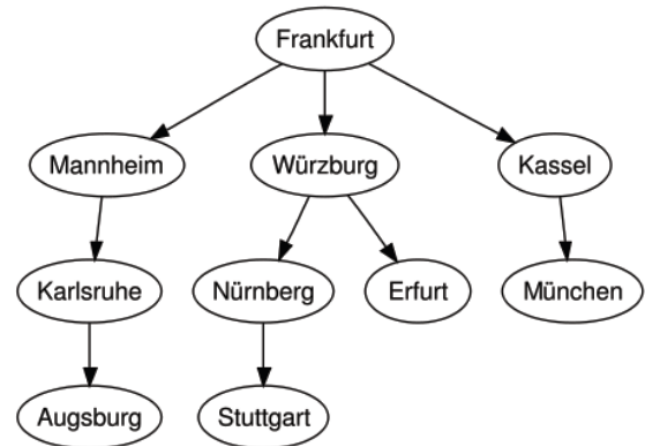 Frankfurt
Mannheim Würzburg Kassel
Karlsruhe Nürnberg Erfurt München
Augsburg Stuttgart